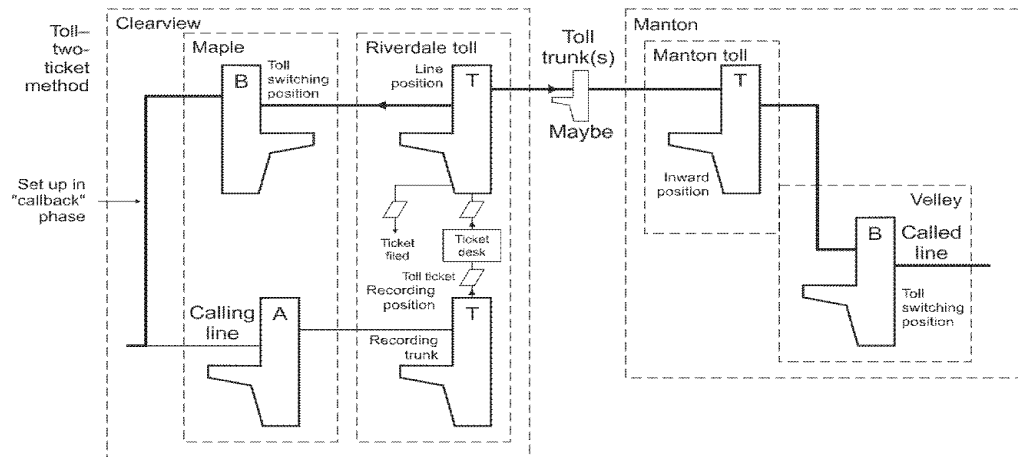 Toll–
two-
ticket
method
Clearview
Maple
B
Toll
switching
position
Riverdale toll
Line
position
T
Toll
trunk(s)
Maybe
Manton
Manton toll
T
Inward
position
Set up in
"callback"
phase
Ticket
filed
Ticket
desk
Toll ticket
Recording
position
Velley
B
Called
line
Toll
switching
position
Calling
line
A
Recording
trunk
T